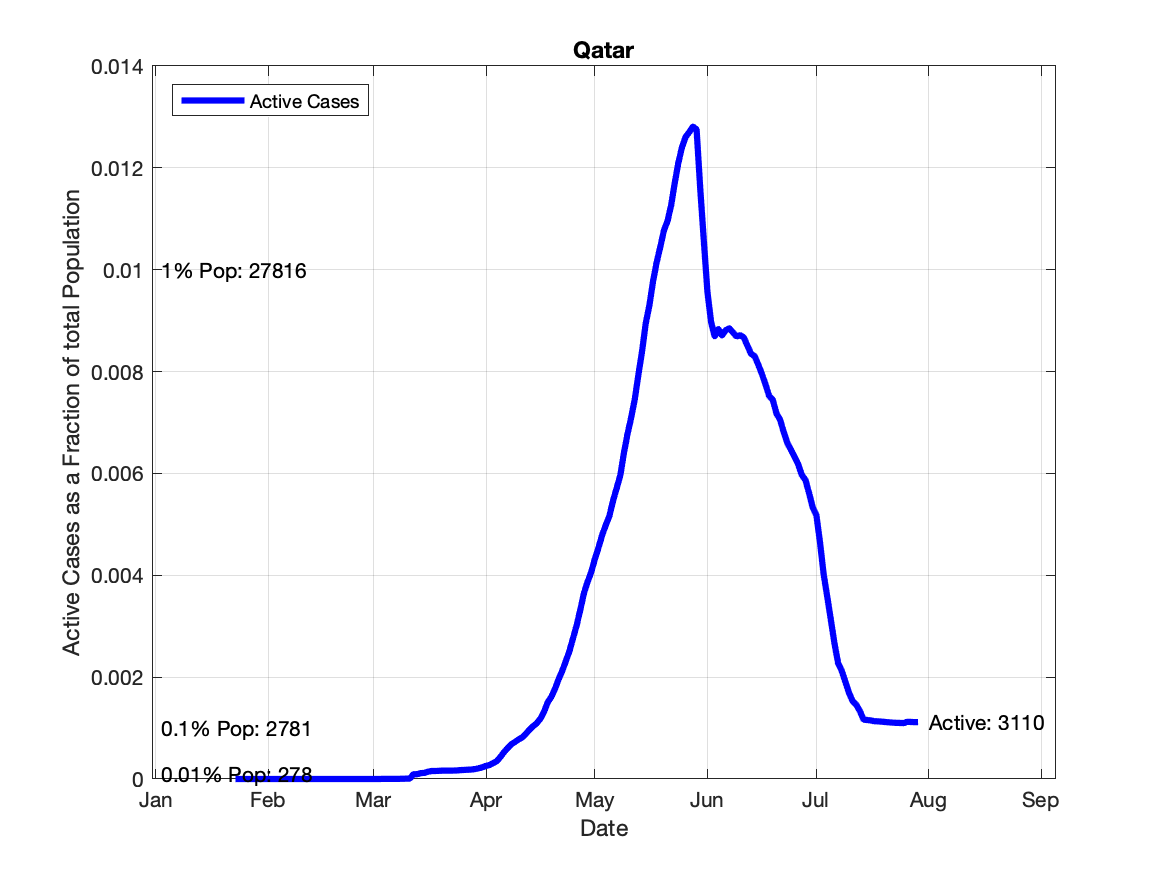 Qatar
Active Cases
0.014
0.012
0.01
0.008
0.006
0.004
0.002
0
Active Cases as a Fraction of total Population
1% Pop: 27816
0.1% Pop: 2781
0.01% Pop: 278
Active: 3110
Jan Feb Mar Apr May Jun Jul Aug Sep
Date